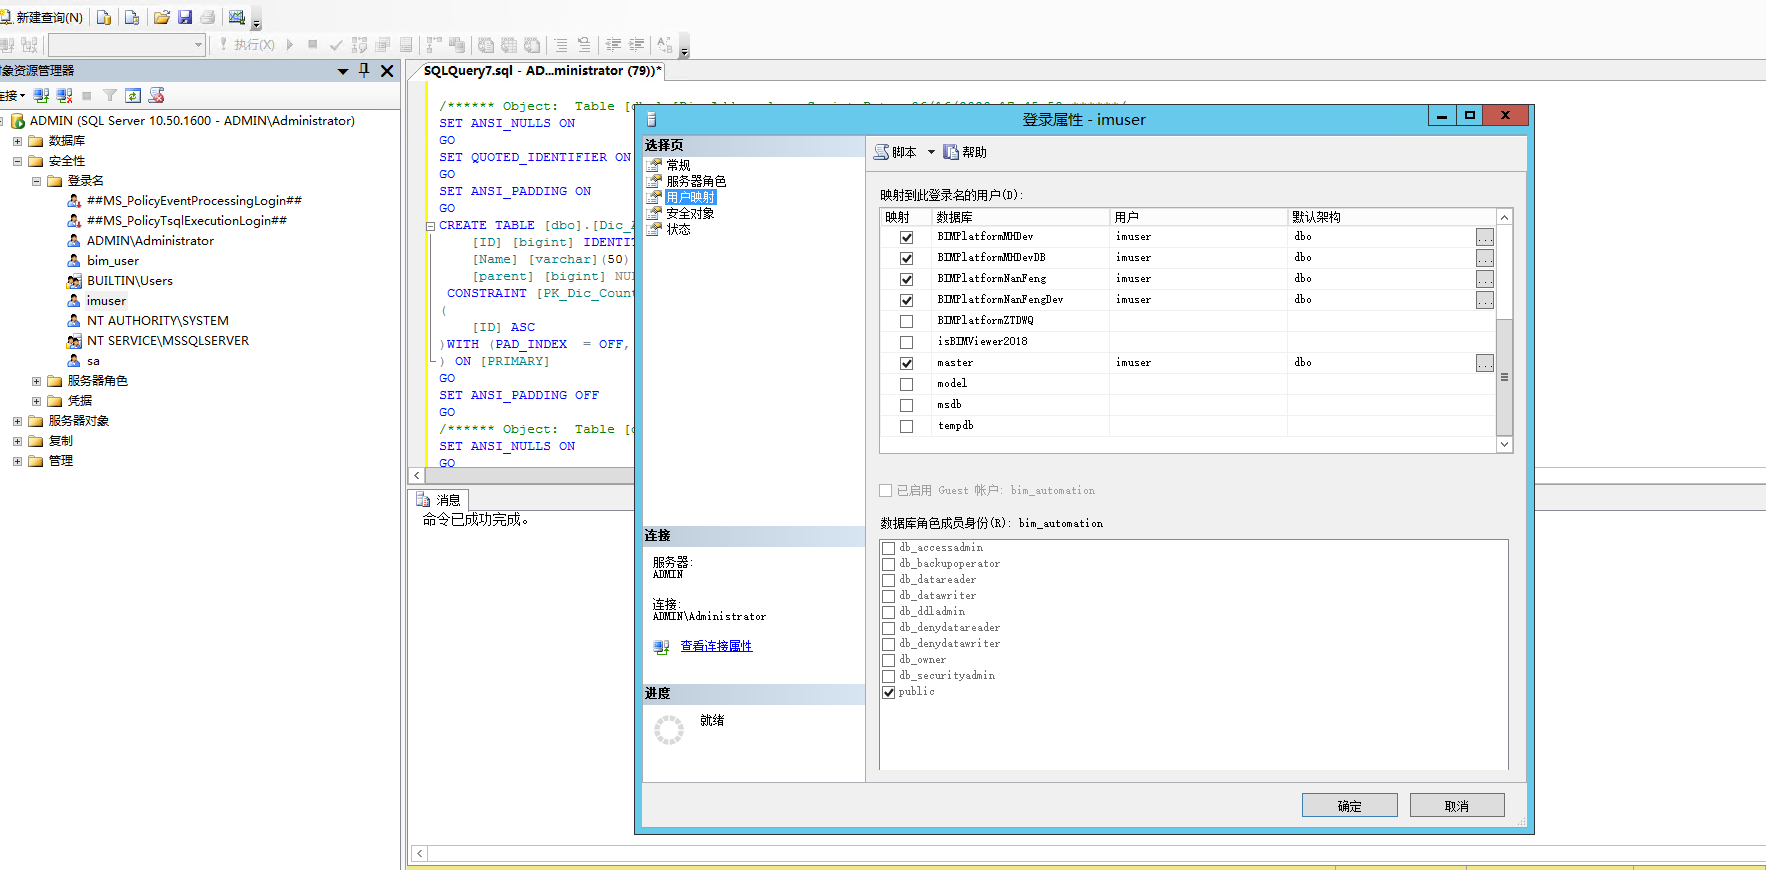 新建查询(N)
执行(X)
对象资源管理器
连接
ADMIN (SQL Server 10.50.1600 - ADMIN\Administrator)
数据库
安全性
登录名
##MS_PolicyEventProcessingLogin##
##MS_PolicyTsqlExecutionLogin##
ADMIN\Administrator
bim_user
BUILTIN\Users
imuser
NT AUTHORITY\SYSTEM
NT SERVICE\MSSQLSERVER
sa
服务器角色
凭据
服务器对象
复制
管理
SQLQuery7.sql - AD...ministrator (79))*
/****** Object:  Table [d
SET ANSI_NULLS ON
GO
SET QUOTED_IDENTIFIER ON
GO
SET ANSI_PADDING ON
GO
CREATE TABLE [dbo].[Dic_
[ID] [bigint] IDENTIT
[Name] [varchar](50)
[parent] [bigint] NU
CONSTRAINT [PK_Dic_Coun
(
[ID] ASC
)WITH (PAD_INDEX  = OFF,
) ON [PRIMARY]
GO
SET ANSI_PADDING OFF
GO
/****** Object:  Table [d
SET ANSI_NULLS ON
GO
消息
命令已成功完成。
登录属性 - imuser
选择页
常规
服务器角色
用户映射
安全对象
状态
连接
服务器:
ADMIN
连接:
ADMIN\Administrator
查看连接属性
进度
就绪
脚本
帮助
映射到此登录名的用户(D):
映射 数据库 用户 默认架构
BIMPlatformMHDev imuser dbo ...
BIMPlatformMHDevDB imuser dbo ...
BIMPlatformNanFeng imuser dbo ...
BIMPlatformNanFengDev imuser dbo ...
BIMPlatformZTDWQ
isBIMViewer2018
master imuser dbo ...
model
msdb
tempdb
已启用 Guest 帐户: bim_automation
数据库角色成员身份(R): bim_automation
db_accessadmin
db_backupoperator
db_datareader
db_datawriter
db_ddladmin
db_denydatareader
db_denydatawriter
db_owner
db_securityadmin
public
确定
取消